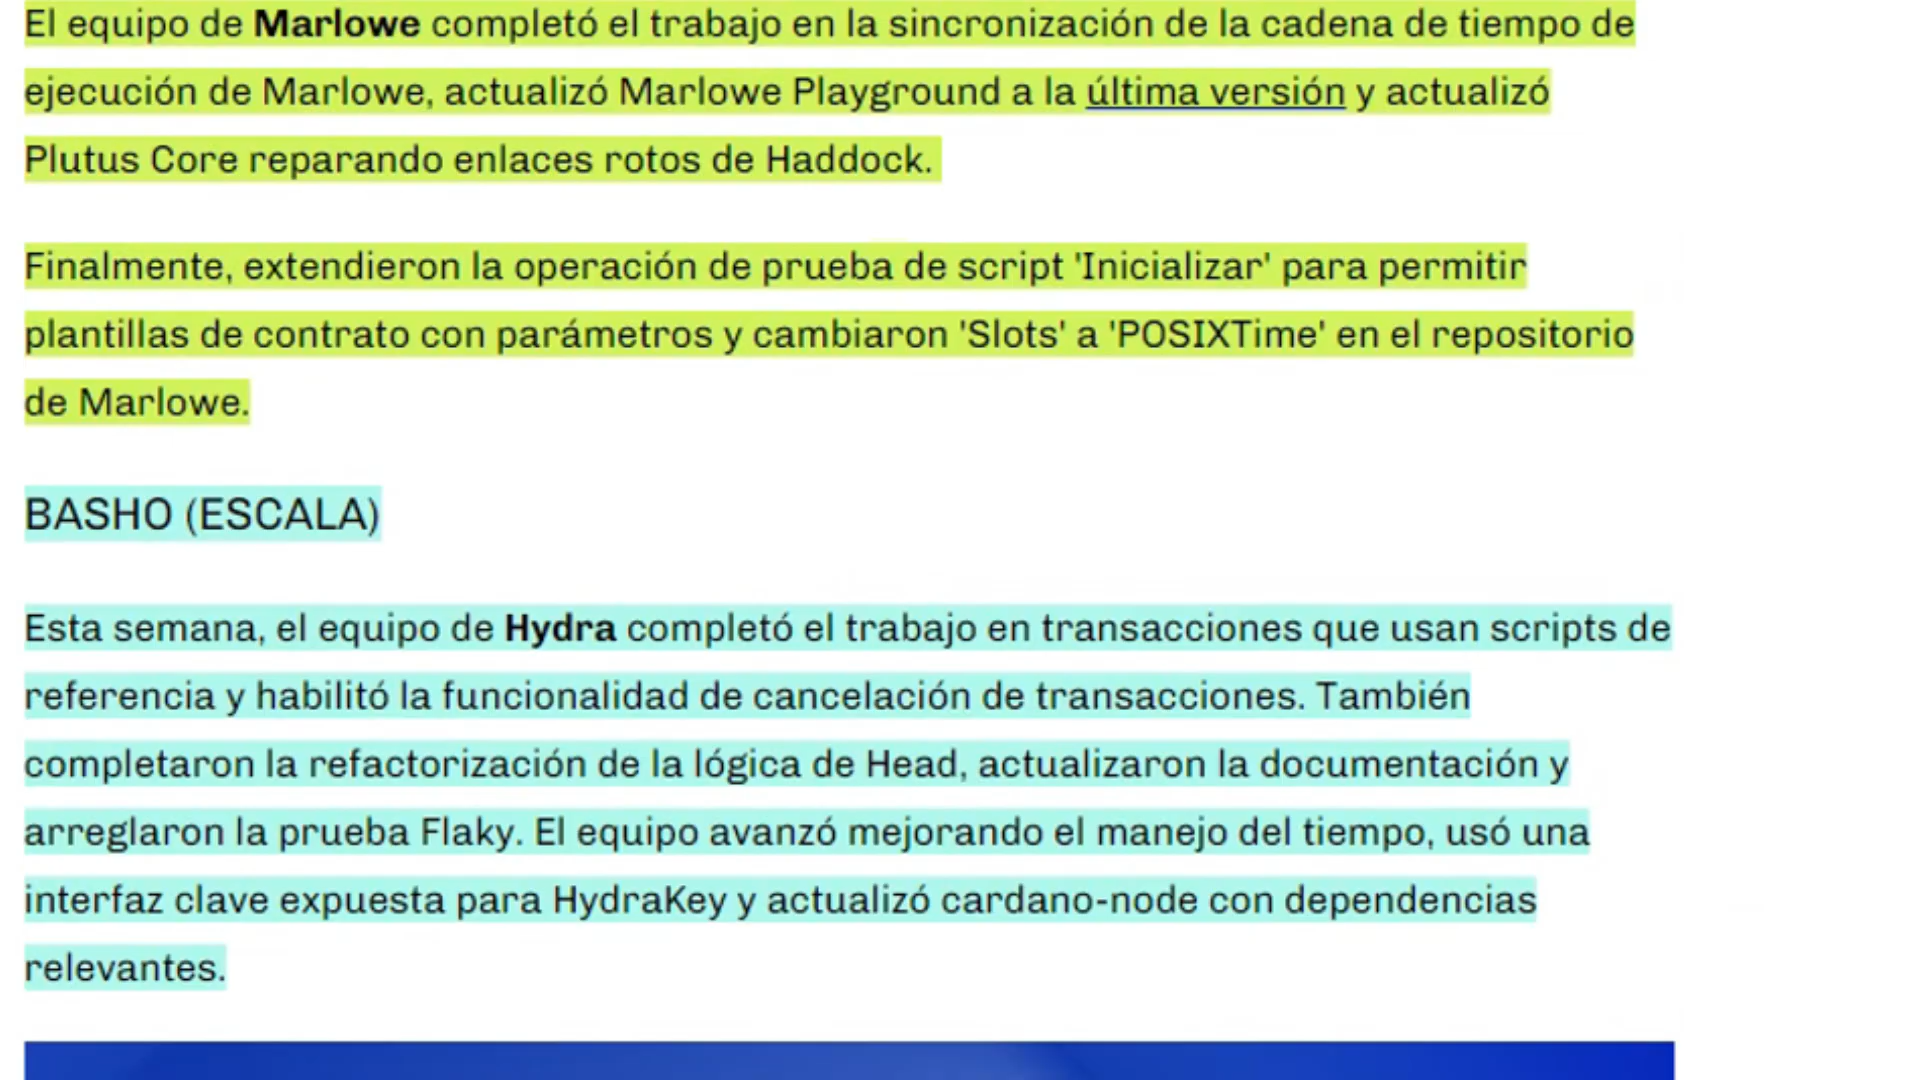 El equipo de Marlowe completó el trabajo en la sincronización de la cadena de tiempo de
ejecución de Marlowe, actualizó Marlowe Playground a la última versión y actualizó
Plutus Core reparando enlaces rotos de Haddock.
Finalmente, extendieron la operación de prueba de script 'Inicializar' para permitir
plantillas de contrato con parámetros y cambiaron 'Slots' a 'POSIXTime' en el repositorio
de Marlowe.
BASHO (ESCALA)
Esta semana, el equipo de Hydra completó el trabajo en transacciones que usan scripts de
referencia y habilitó la funcionalidad de cancelación de transacciones. También
completaron la refactorización de la lógica de Head, actualizaron la documentación y
arreglaron la prueba Flaky. El equipo avanzó mejorando el manejo del tiempo, usó una
interfaz clave expuesta para HydraKey y actualizó cardano-node con dependencias
relevantes.